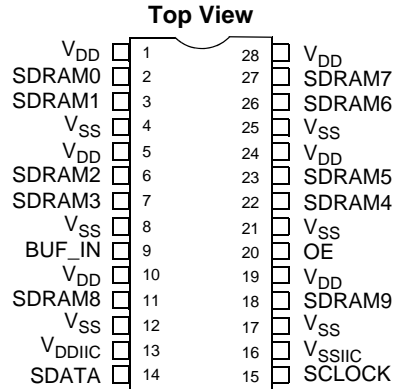 Top View
VDD 1 28 VDD
SDRAM0 2 27 SDRAM7
SDRAM1 3 26 SDRAM6
VSS 4 25 VSS
VDD 5 24 VDD
SDRAM2 6 23 SDRAM5
SDRAM3 7 22 SDRAM4
VSS 8 21 VSS
BUF_IN 9 20 OE
VDD 10 19 VDD
SDRAM8 11 18 SDRAM9
VSS 12 17 VSS
VDDIIC 13 16 VSSIIC
SDATA 14 15 SCLOCK